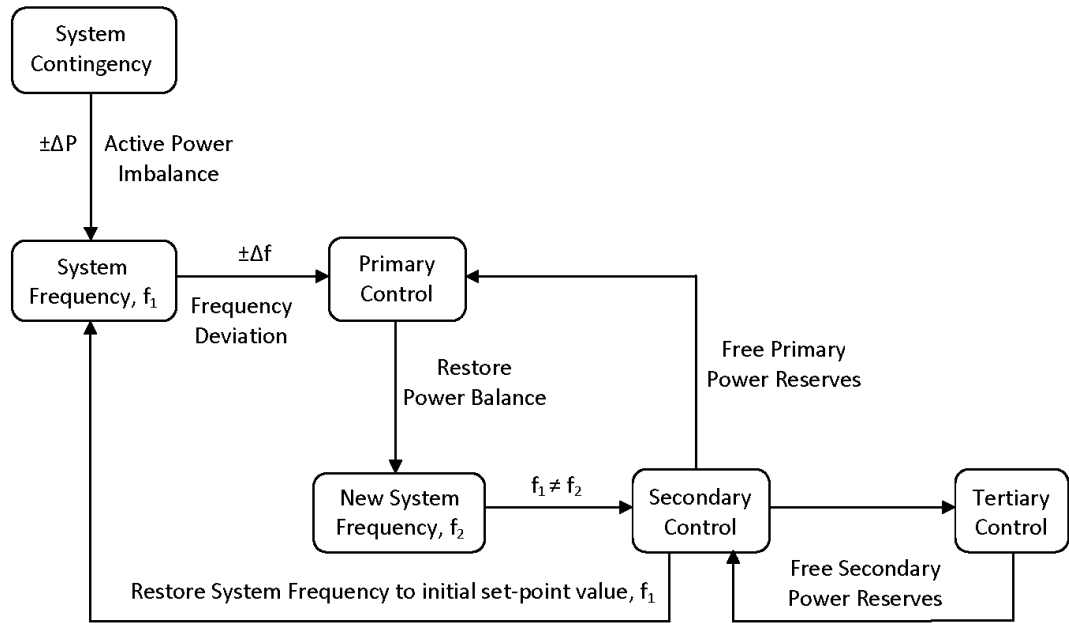 System
Contingency
±ΔP
Active Power
Imbalance
System
Frequency, f₁
±Δf
Frequency
Deviation
Primary
Control
Restore
Power Balance
Free Primary
Power Reserves
New System
Frequency, f₂
f₁ ≠ f₂
Secondary
Control
Tertiary
Control
Restore System Frequency to initial set-point value, f₁
Free Secondary
Power Reserves